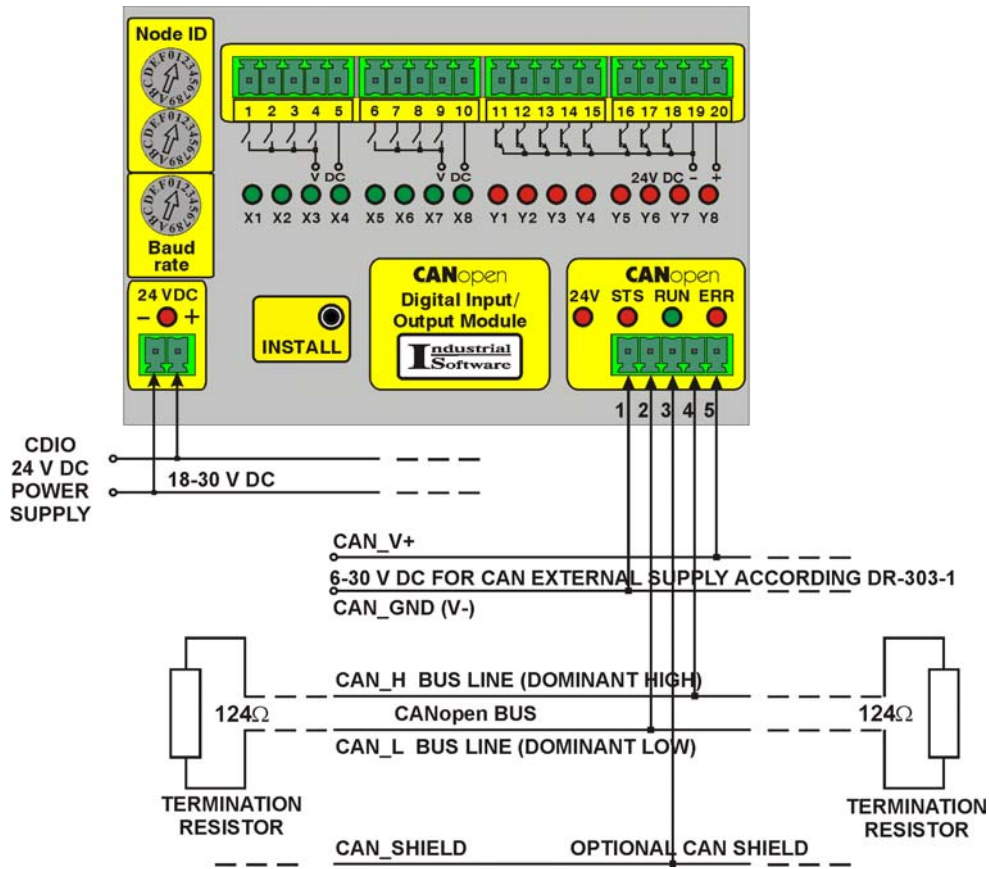 Node ID
0123456789ABCDEF
0123456789ABCDEF
0123456789ABCDEF
Baud
rate
1 2 3 4 5 6 7 8 9 10 11 12 13 14 15 16 17 18 19 20
V DC V DC 24V DC - +
X1 X2 X3 X4 X5 X6 X7 X8 Y1 Y2 Y3 Y4 Y5 Y6 Y7 Y8
24 VDC
- +
INSTALL
CANopen
Digital Input/
Output Module
Industrial
Software
CANopen
24V STS RUN ERR
1 2 3 4 5
CDIO
24 V DC
POWER
SUPPLY
18-30 V DC
CAN_V+
6-30 V DC FOR CAN EXTERNAL SUPPLY ACCORDING DR-303-1
CAN_GND (V-)
CAN_H BUS LINE (DOMINANT HIGH)
124Ω CANopen BUS 124Ω
CAN_L BUS LINE (DOMINANT LOW)
TERMINATION
RESISTOR
TERMINATION
RESISTOR
CAN_SHIELD OPTIONAL CAN SHIELD